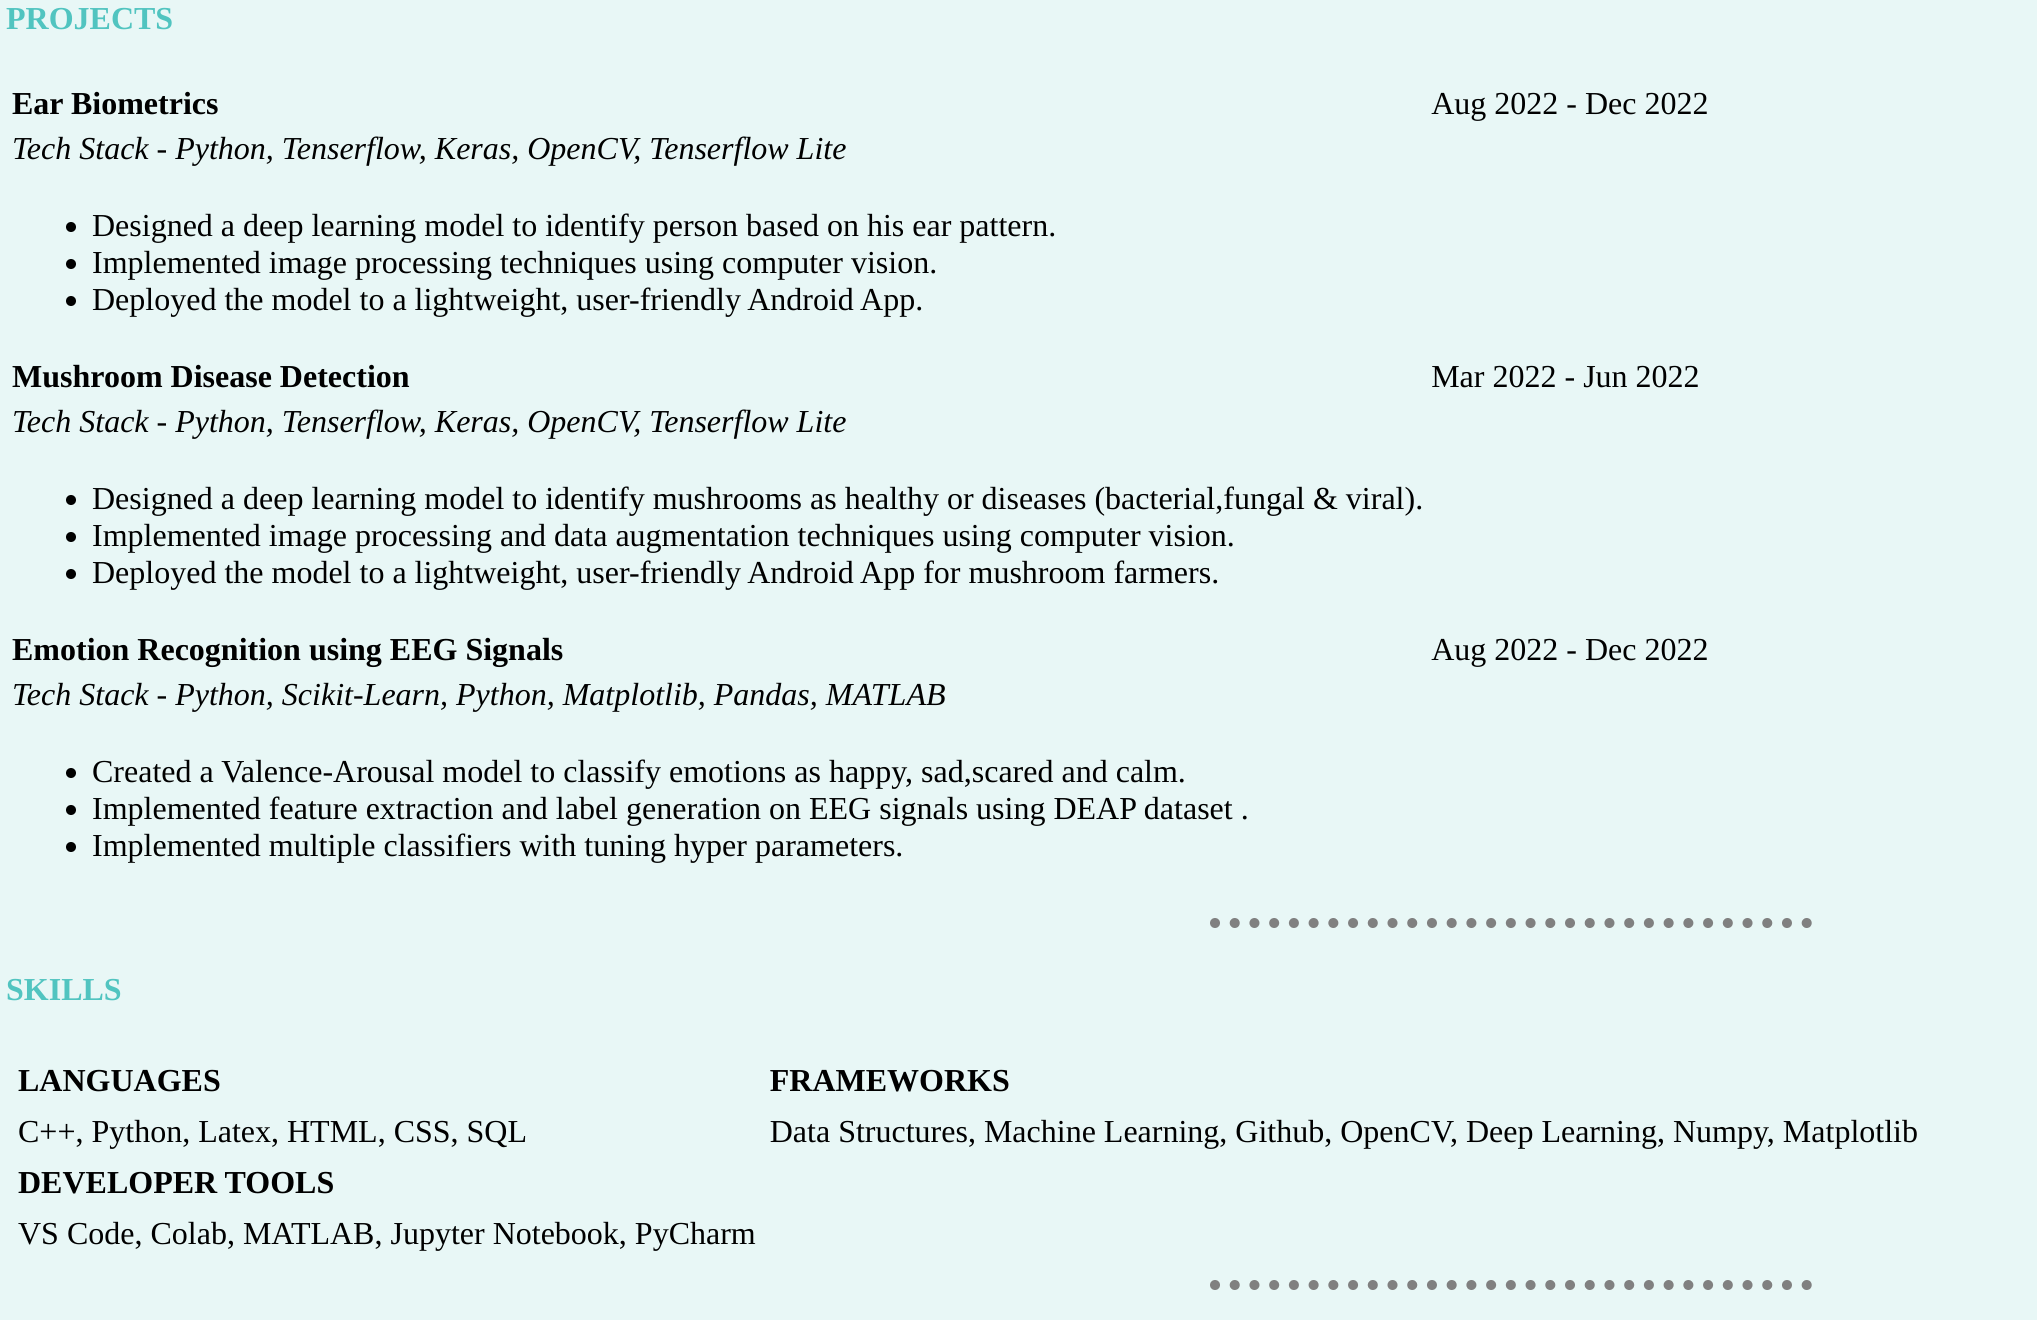 PROJECTS
Ear Biometrics Aug 2022 - Dec 2022
Tech Stack - Python, Tenserflow, Keras, OpenCV, Tenserflow Lite
• Designed a deep learning model to identify person based on his ear pattern.
• Implemented image processing techniques using computer vision.
• Deployed the model to a lightweight, user-friendly Android App.
Mushroom Disease Detection Mar 2022 - Jun 2022
Tech Stack - Python, Tenserflow, Keras, OpenCV, Tenserflow Lite
• Designed a deep learning model to identify mushrooms as healthy or diseases (bacterial,fungal & viral).
• Implemented image processing and data augmentation techniques using computer vision.
• Deployed the model to a lightweight, user-friendly Android App for mushroom farmers.
Emotion Recognition using EEG Signals Aug 2022 - Dec 2022
Tech Stack - Python, Scikit-Learn, Python, Matplotlib, Pandas, MATLAB
• Created a Valence-Arousal model to classify emotions as happy, sad,scared and calm.
• Implemented feature extraction and label generation on EEG signals using DEAP dataset .
• Implemented multiple classifiers with tuning hyper parameters.
SKILLS
LANGUAGES FRAMEWORKS
C++, Python, Latex, HTML, CSS, SQL Data Structures, Machine Learning, Github, OpenCV, Deep Learning, Numpy, Matplotlib
DEVELOPER TOOLS
VS Code, Colab, MATLAB, Jupyter Notebook, PyCharm